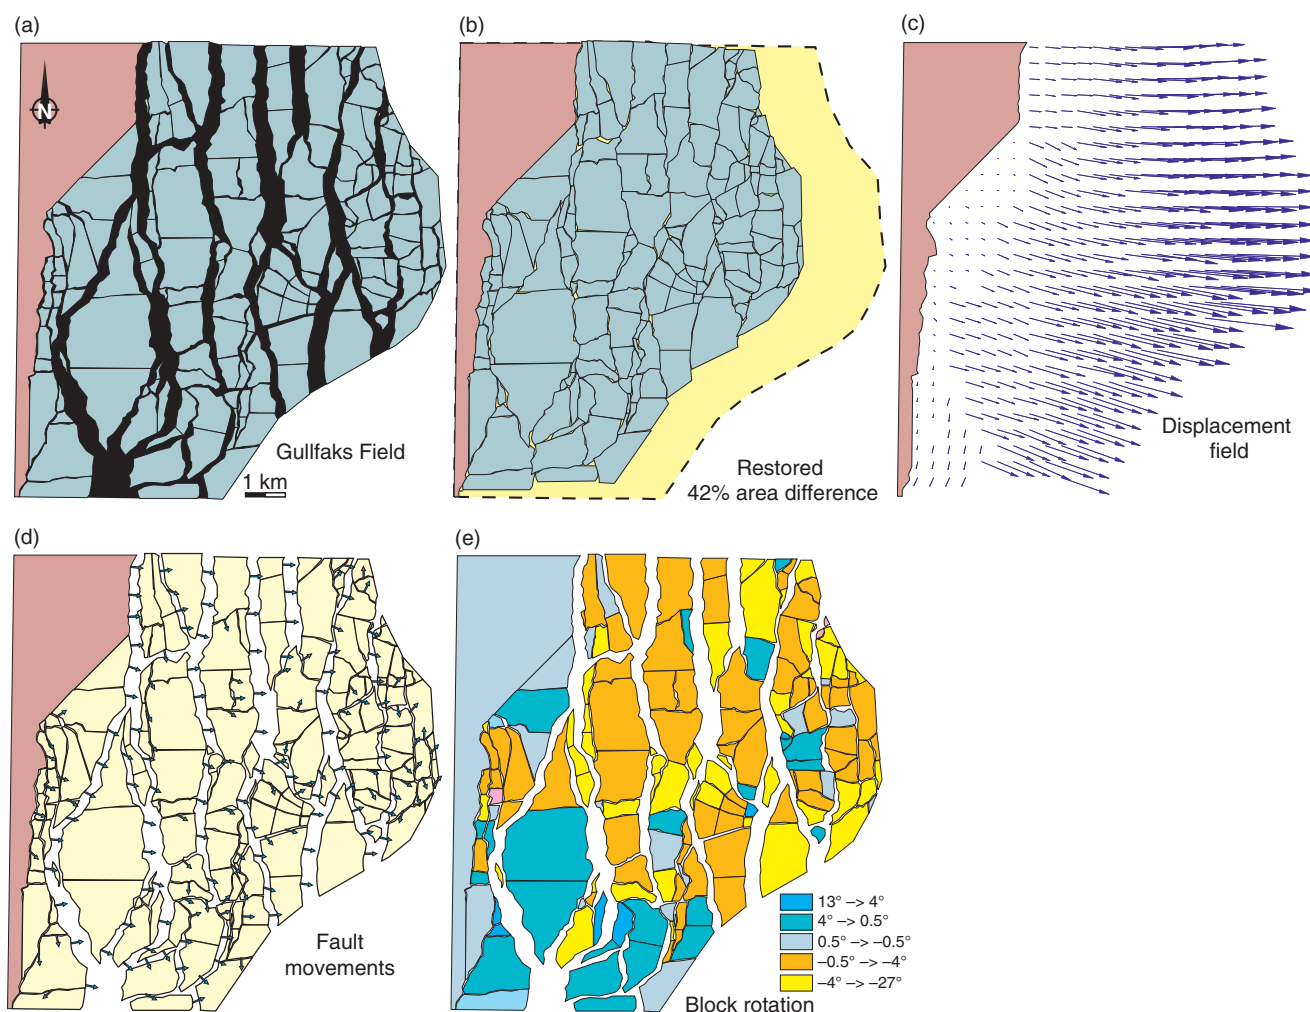 (a)
N
Gullfaks Field
1 km
(b)
Restored
42% area difference
(c)
Displacement
field
(d)
Fault
movements
(e)
13° –> 4°
4° –> 0.5°
0.5° –> –0.5°
–0.5° –> –4°
–4° –> –27°
Block rotation